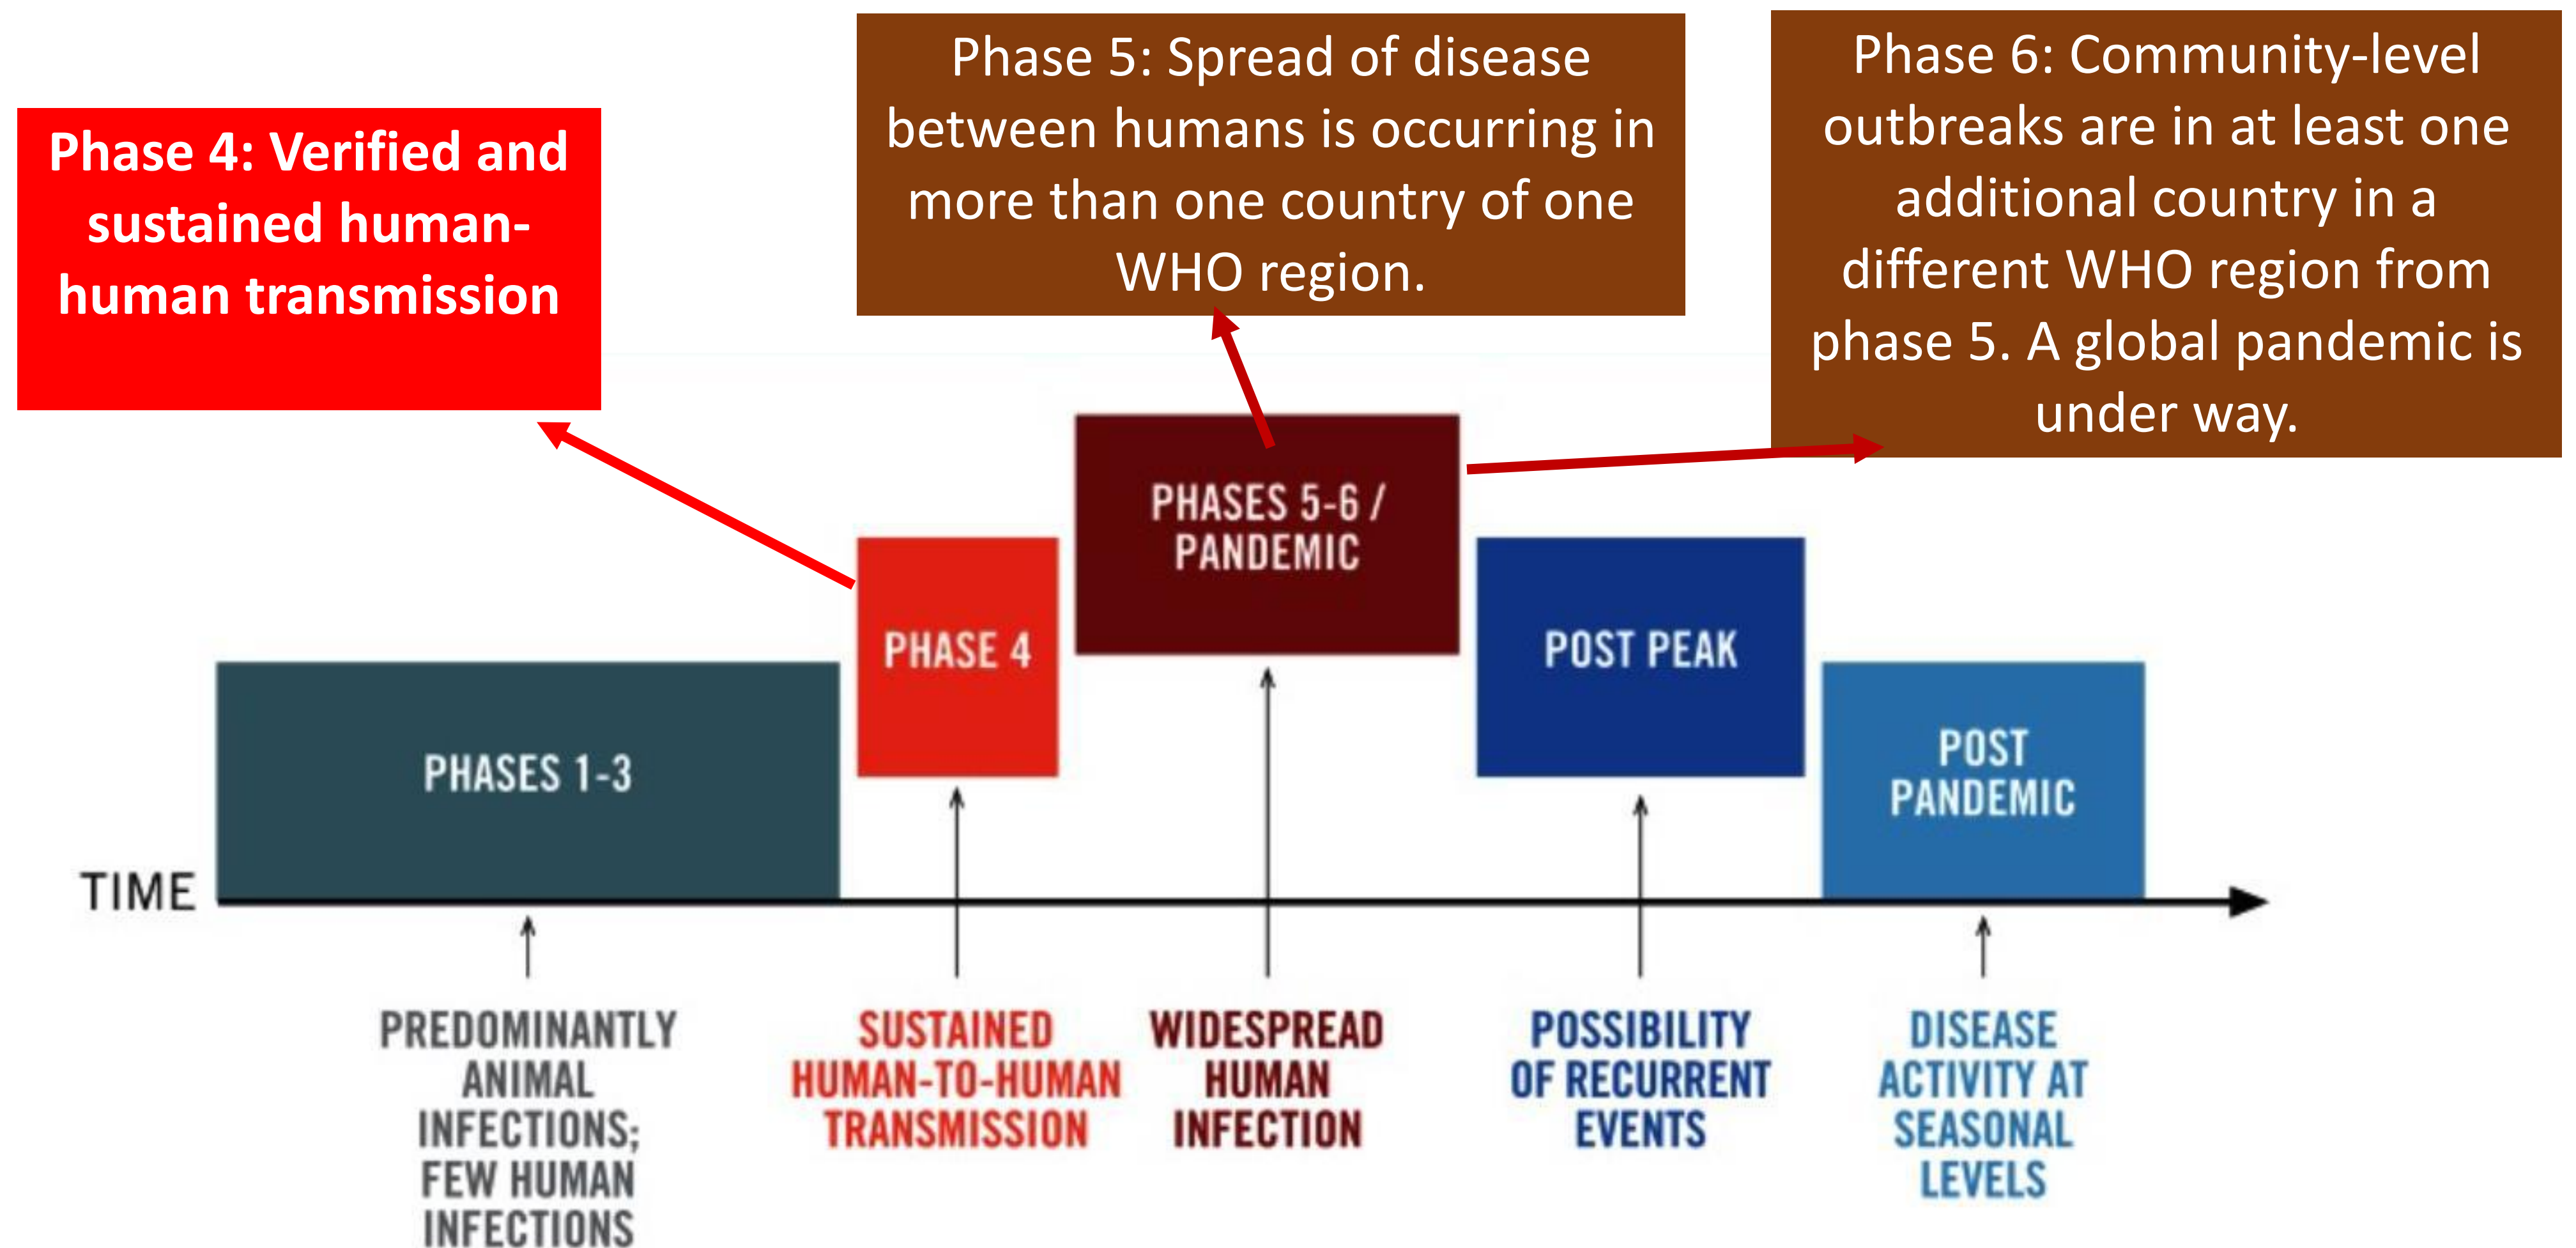 Phase 4: Verified and
sustained human-
human transmission
Phase 5: Spread of disease
between humans is occurring in
more than one country of one
WHO region.
Phase 6: Community-level
outbreaks are in at least one
additional country in a
different WHO region from
phase 5. A global pandemic is
under way.
PHASES 1-3
PHASE 4
PHASES 5-6 /
PANDEMIC
POST PEAK
POST
PANDEMIC
TIME
PREDOMINANTLY
ANIMAL
INFECTIONS;
FEW HUMAN
INFECTIONS
SUSTAINED
HUMAN-TO-HUMAN
TRANSMISSION
WIDESPREAD
HUMAN
INFECTION
POSSIBILITY
OF RECURRENT
EVENTS
DISEASE
ACTIVITY AT
SEASONAL
LEVELS